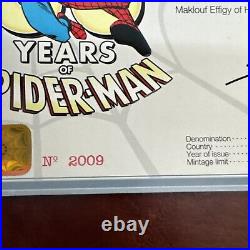 Maklouf Effigy of H
YEARS
OF
SPIDER-MAN
Denomination
Country
Year of issue
Mintage limit
Nº 2009